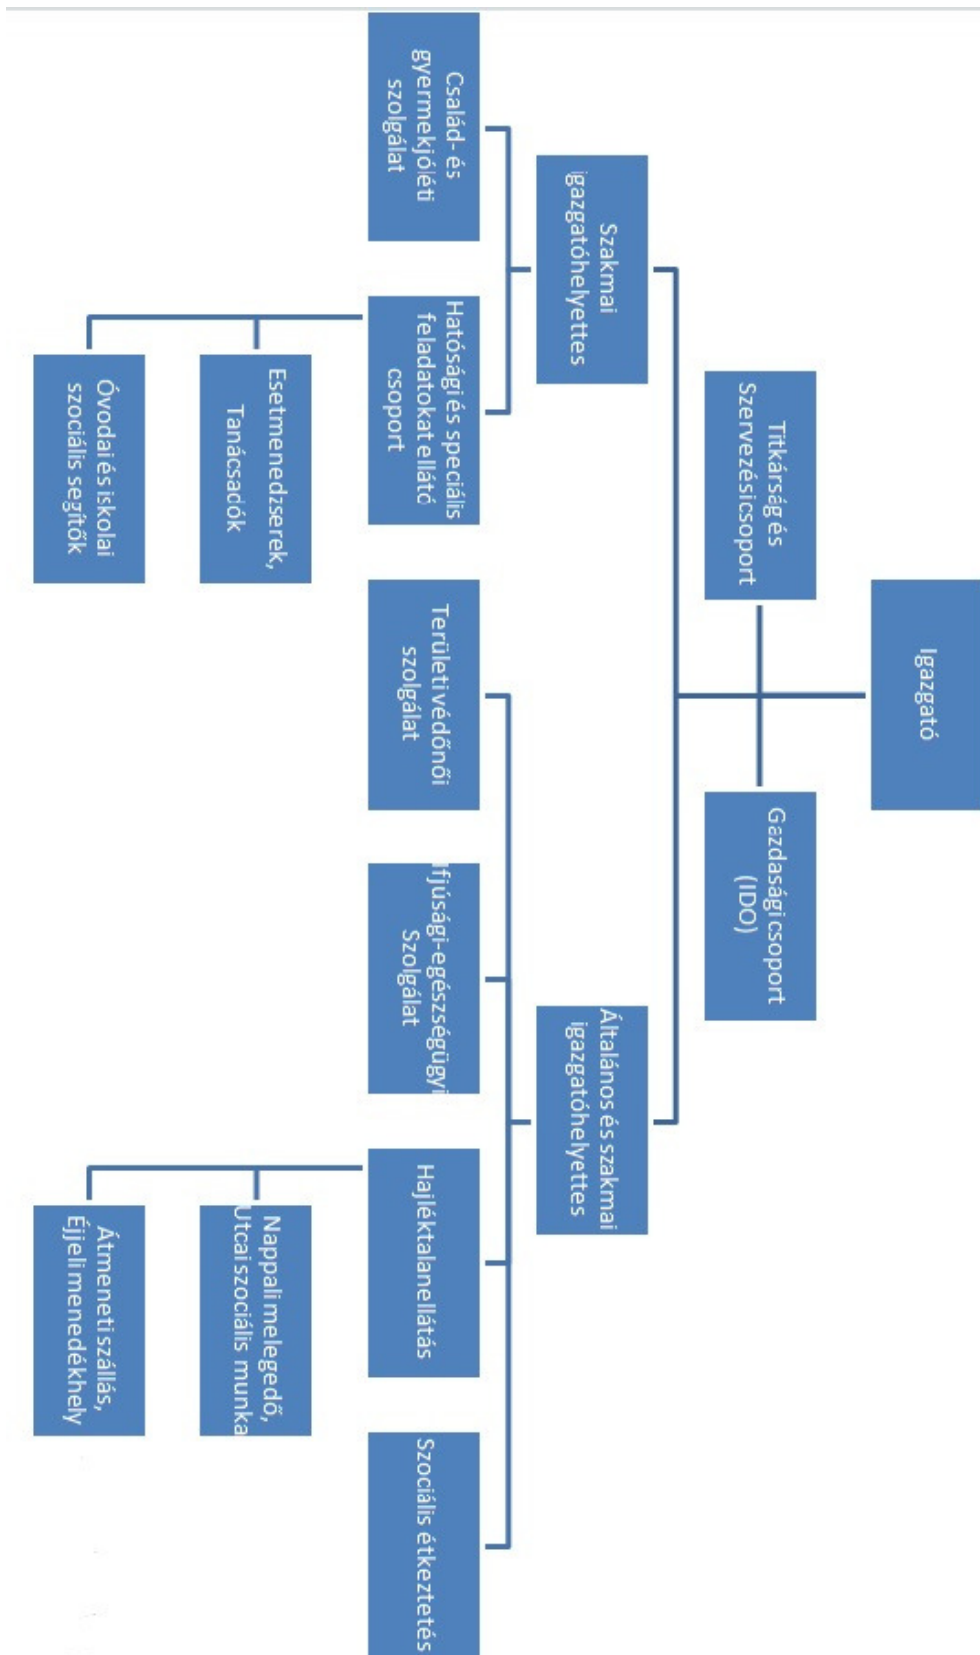 Igazgató
Titkárság és
Szervezési csoport
Gazdasági csoport
(IDO)
Szakmai
igazgatóhelyettes
Általános és szakmai
igazgatóhelyettes
Család- és
gyermekjóléti
szolgálat
Hatósági és speciális
feladatokat ellátó
csoport
Területi védőnői
szolgálat
Ifjúsági-egészségügyi
Szolgálat
Hajléktalanellátás
Szociális étkeztetés
Esetmenedzserek,
Tanácsadók
Nappali melegedő,
Utcai szociális munka
Óvodai és iskolai
szociális segítők
Átmeneti szállás,
Éjjeli menedékhely